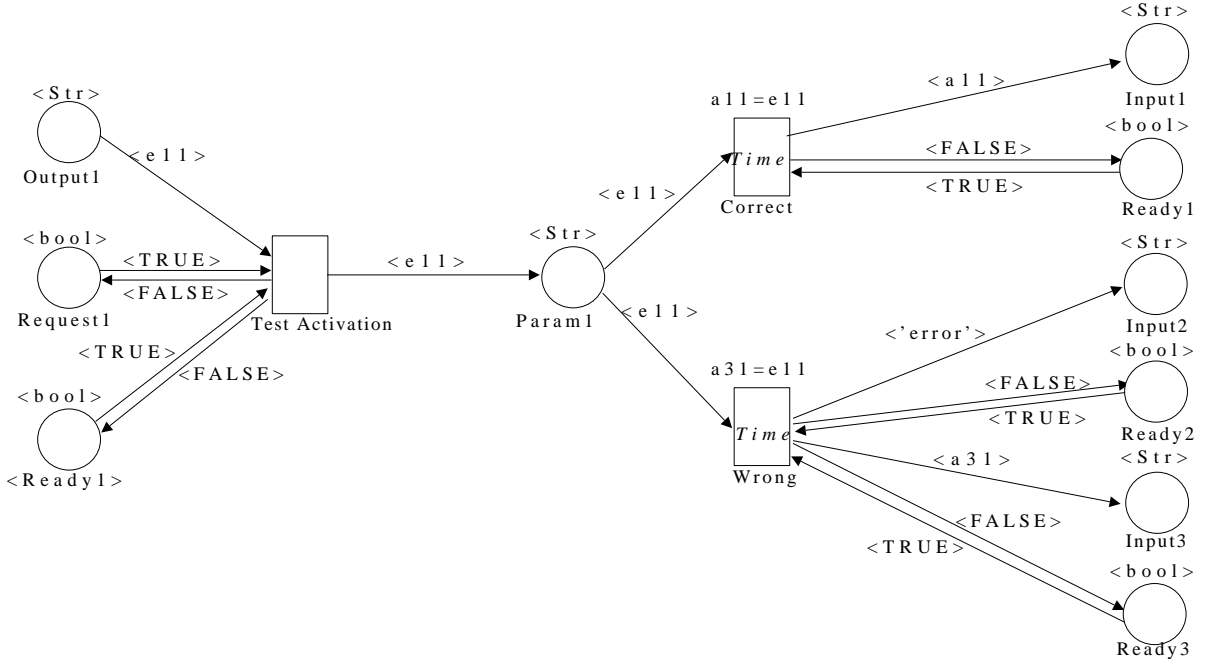 <Str>
Output1
<e11>
<bool>
Request1
<TRUE>
<FALSE>
Test Activation
<TRUE>
<FALSE>
<bool>
<Ready1>
<e11>
<Str>
Param1
<e11>
<e11>
a11=e11
Time
Correct
<a11>
<Str>
Input1
<FALSE>
<TRUE>
<bool>
Ready1
a31=e11
Time
Wrong
<'error'>
<Str>
Input2
<FALSE>
<TRUE>
<bool>
Ready2
<a31>
<Str>
Input3
<FALSE>
<TRUE>
<bool>
Ready3